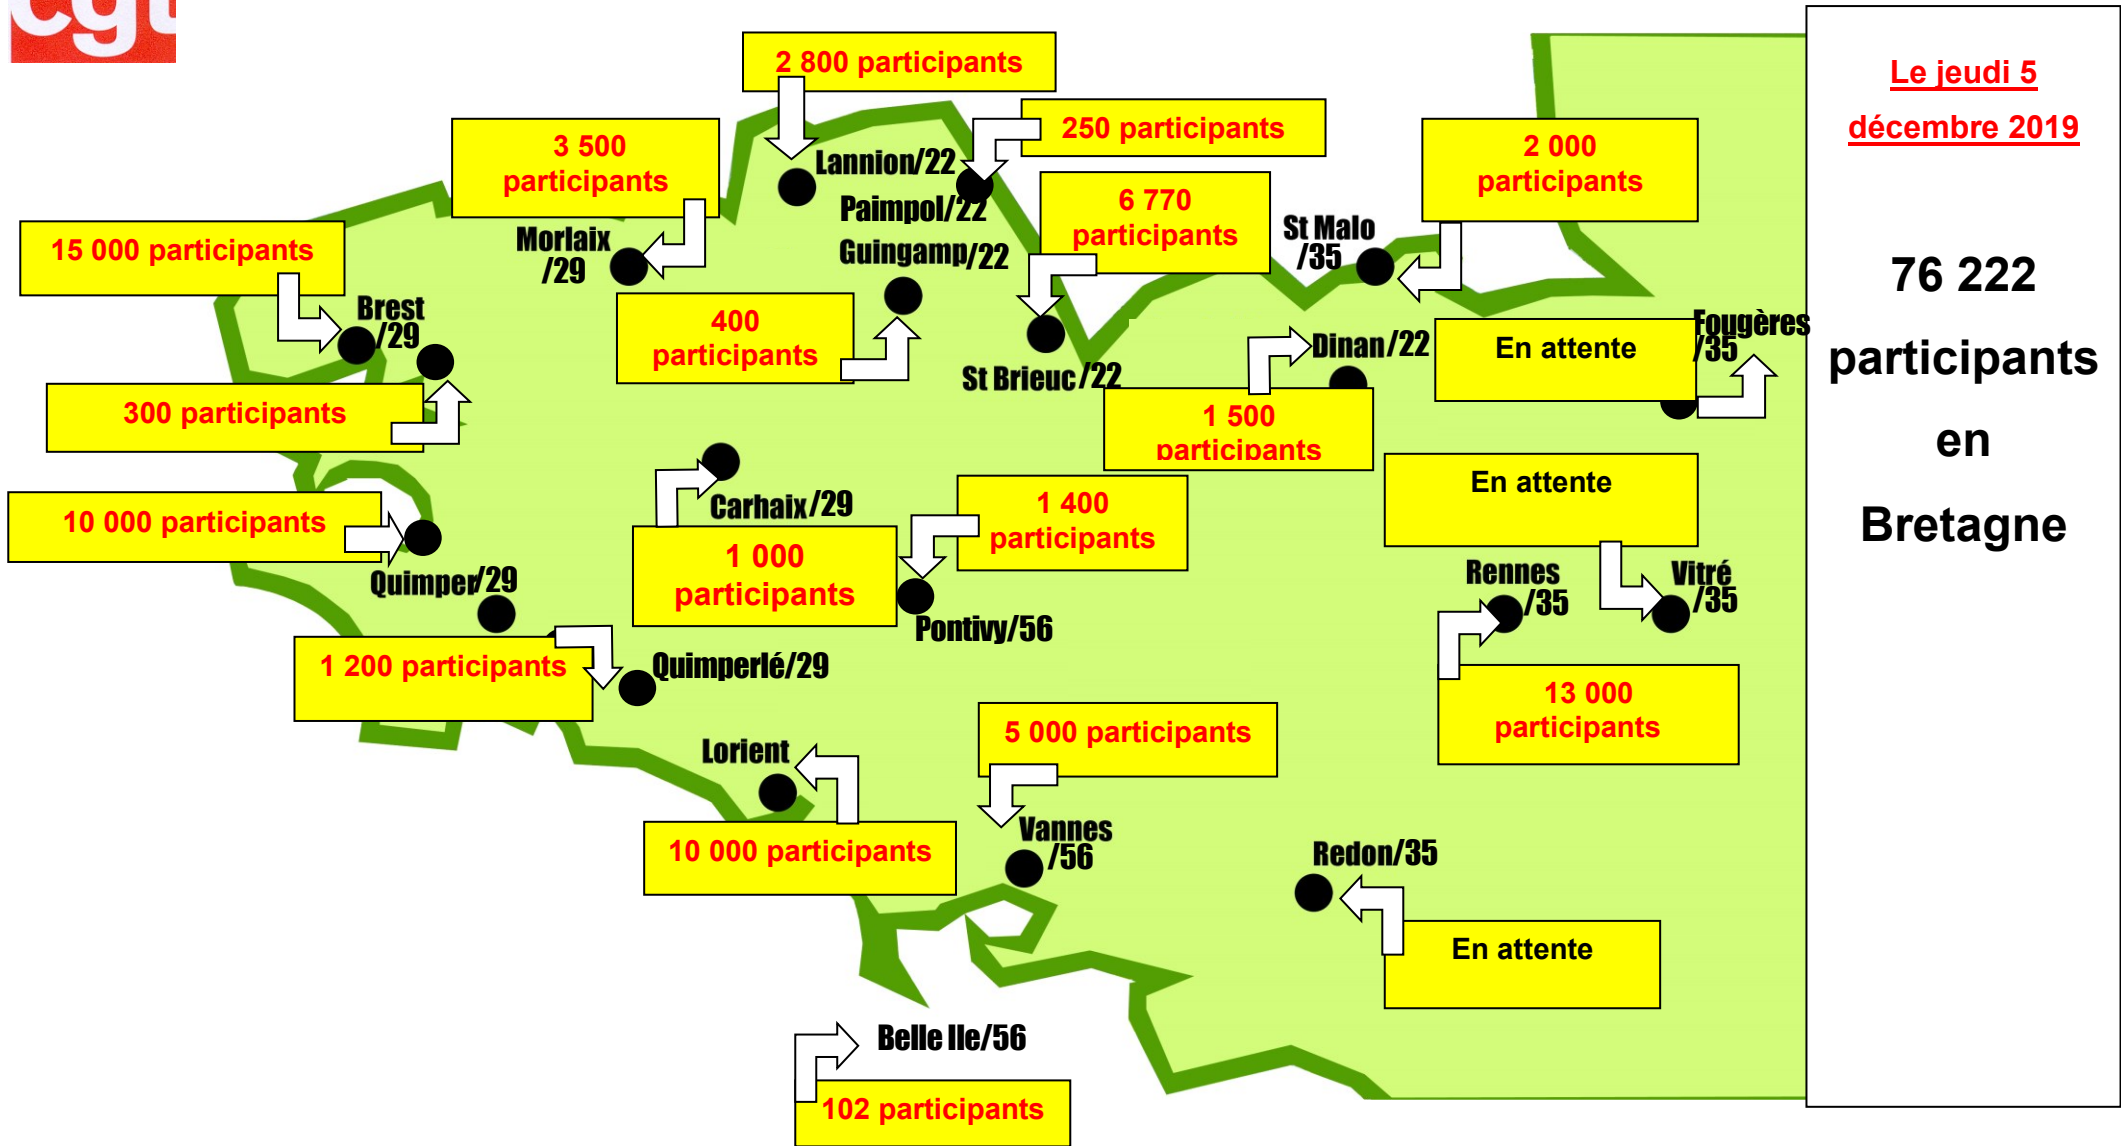 cgt
2 800 participants
250 participants
3 500
participants
2 000
participants
Lannion/22
Paimpol/22
6 770
participants
15 000 participants
Morlaix
/29
Guingamp/22
St Malo
/35
Brest
/29
400
participants
St Brieuc/22
Dinan/22
En attente
Fougères
/35
300 participants
1 500
participants
10 000 participants
Carhaix/29
1 000
participants
1 400
participants
En attente
Quimper/29
Pontivy/56
Rennes
/35
Vitré
/35
1 200 participants
Quimperlé/29
13 000
participants
Lorient
5 000 participants
10 000 participants
Vannes
/56
Redon/35
En attente
Belle Ile/56
102 participants
Le jeudi 5
décembre 2019
76 222
participants
en
Bretagne